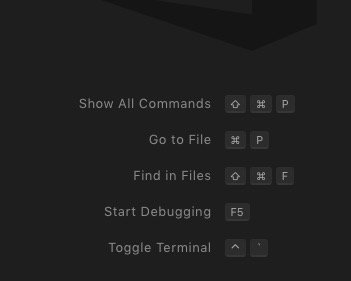 Show All Commands ⇧ ⌘ P
Go to File ⌘ P
Find in Files ⇧ ⌘ F
Start Debugging F5
Toggle Terminal ^ `